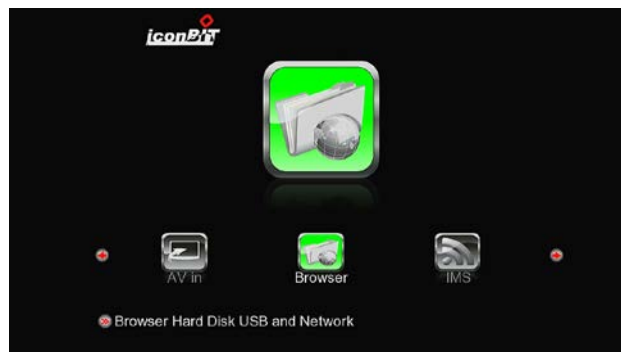 iconBiT
AV in
Browser
IMS
Browser Hard Disk USB and Network